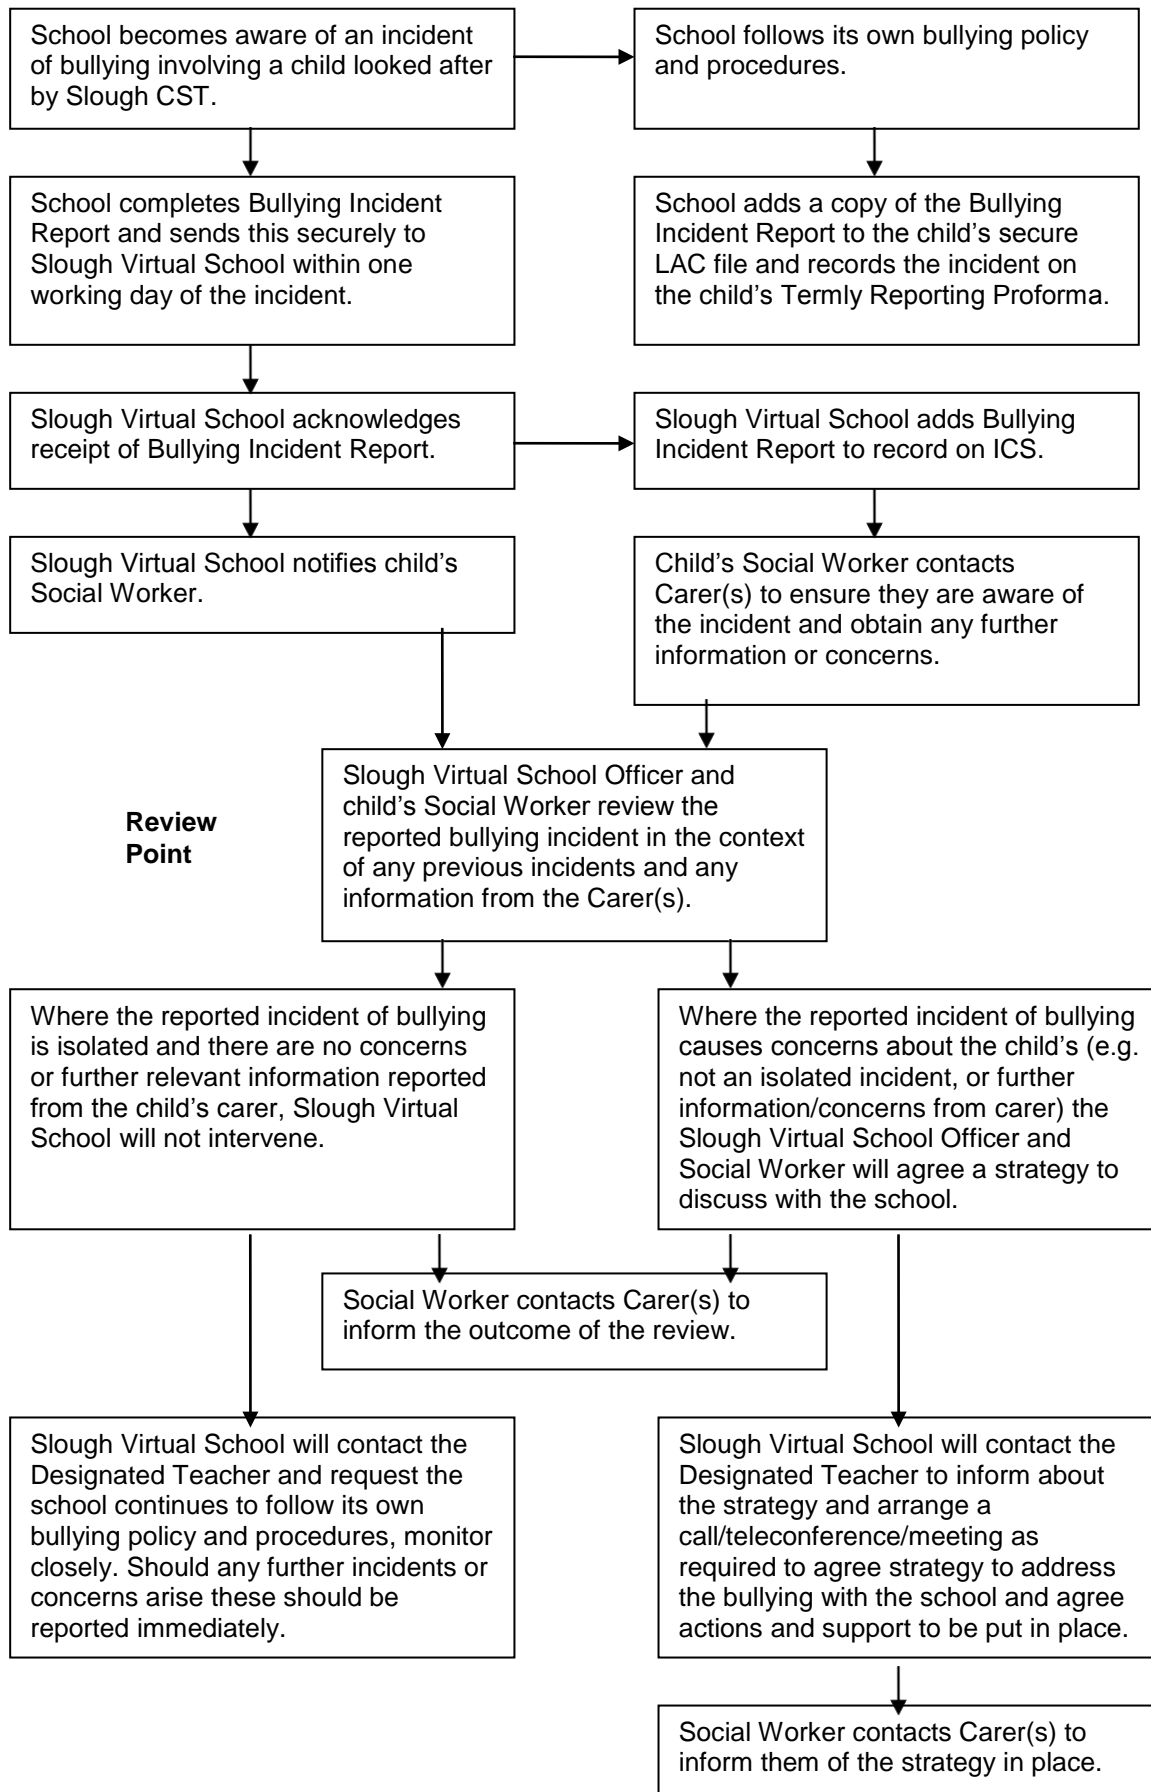 School becomes aware of an incident
of bullying involving a child looked after
by Slough CST.
School follows its own bullying policy
and procedures.
School completes Bullying Incident
Report and sends this securely to
Slough Virtual School within one
working day of the incident.
School adds a copy of the Bullying
Incident Report to the child’s secure
LAC file and records the incident on
the child’s Termly Reporting Proforma.
Slough Virtual School acknowledges
receipt of Bullying Incident Report.
Slough Virtual School adds Bullying
Incident Report to record on ICS.
Slough Virtual School notifies child’s
Social Worker.
Child’s Social Worker contacts
Carer(s) to ensure they are aware of
the incident and obtain any further
information or concerns.
Review
Point
Slough Virtual School Officer and
child’s Social Worker review the
reported bullying incident in the context
of any previous incidents and any
information from the Carer(s).
Where the reported incident of bullying
is isolated and there are no concerns
or further relevant information reported
from the child’s carer, Slough Virtual
School will not intervene.
Where the reported incident of bullying
causes concerns about the child’s (e.g.
not an isolated incident, or further
information/concerns from carer) the
Slough Virtual School Officer and
Social Worker will agree a strategy to
discuss with the school.
Social Worker contacts Carer(s) to
inform the outcome of the review.
Slough Virtual School will contact the
Designated Teacher and request the
school continues to follow its own
bullying policy and procedures, monitor
closely. Should any further incidents or
concerns arise these should be
reported immediately.
Slough Virtual School will contact the
Designated Teacher to inform about
the strategy and arrange a
call/teleconference/meeting as
required to agree strategy to address
the bullying with the school and agree
actions and support to be put in place.
Social Worker contacts Carer(s) to
inform them of the strategy in place.